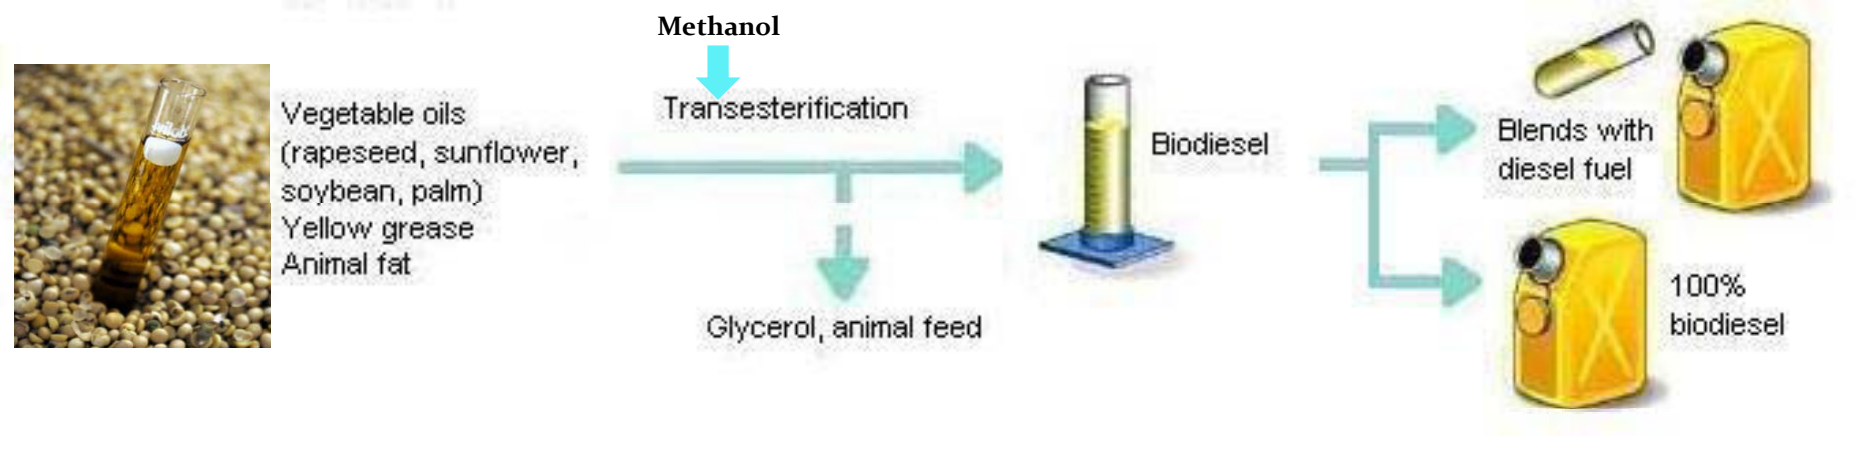 Methanol
Transesterification
Vegetable oils
(rapeseed, sunflower,
soybean, palm)
Yellow grease
Animal fat
Glycerol, animal feed
Biodiesel
Blends with
diesel fuel
100%
biodiesel